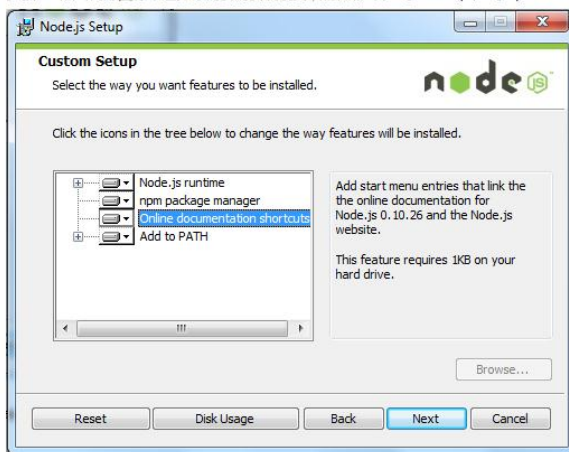 Node.js Setup
Custom Setup
Select the way you want features to be installed.
node JS
Click the icons in the tree below to change the way features will be installed.
Node.js runtime
npm package manager
Online documentation shortcuts
Add to PATH
Add start menu entries that link the
the online documentation for
Node.js 0.10.26 and the Node.js
website.
This feature requires 1KB on your
hard drive.
Browse...
Reset Disk Usage Back Next Cancel